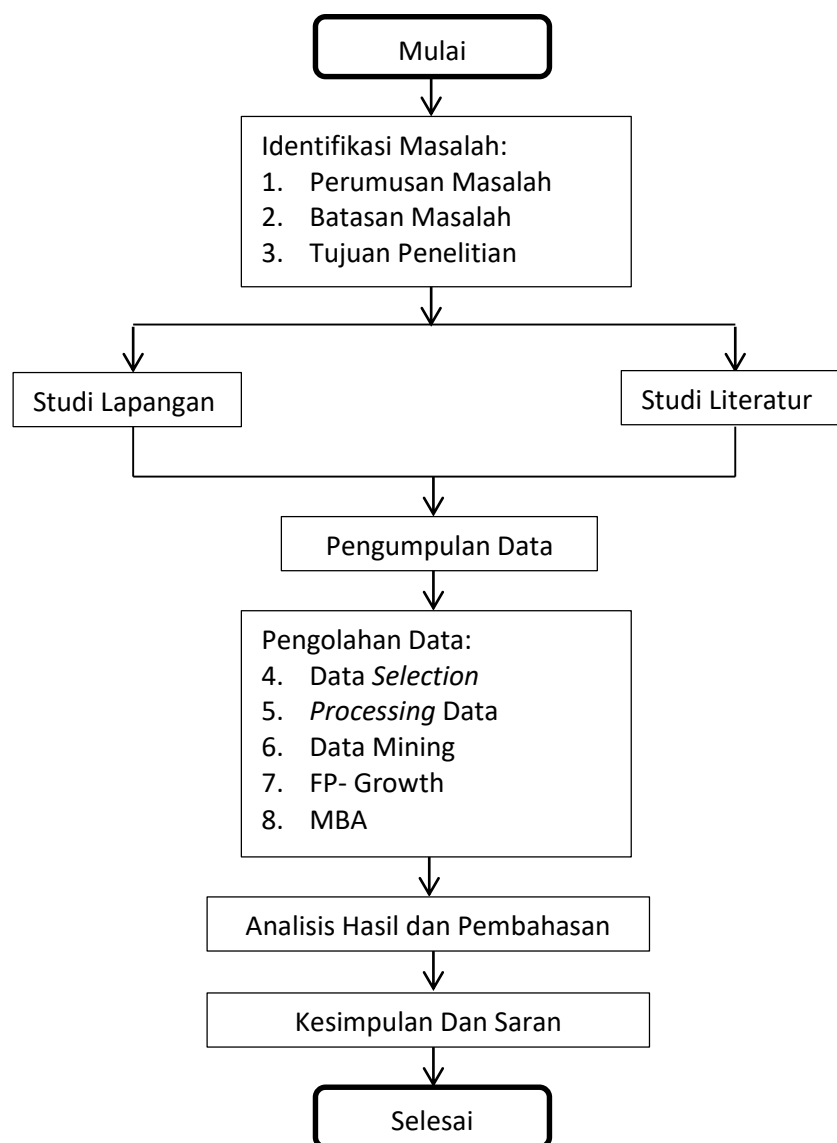 Mulai
Identifikasi Masalah:
1. Perumusan Masalah
2. Batasan Masalah
3. Tujuan Penelitian
Studi Lapangan
Studi Literatur
Pengumpulan Data
Pengolahan Data:
4. Data Selection
5. Processing Data
6. Data Mining
7. FP- Growth
8. MBA
Analisis Hasil dan Pembahasan
Kesimpulan Dan Saran
Selesai